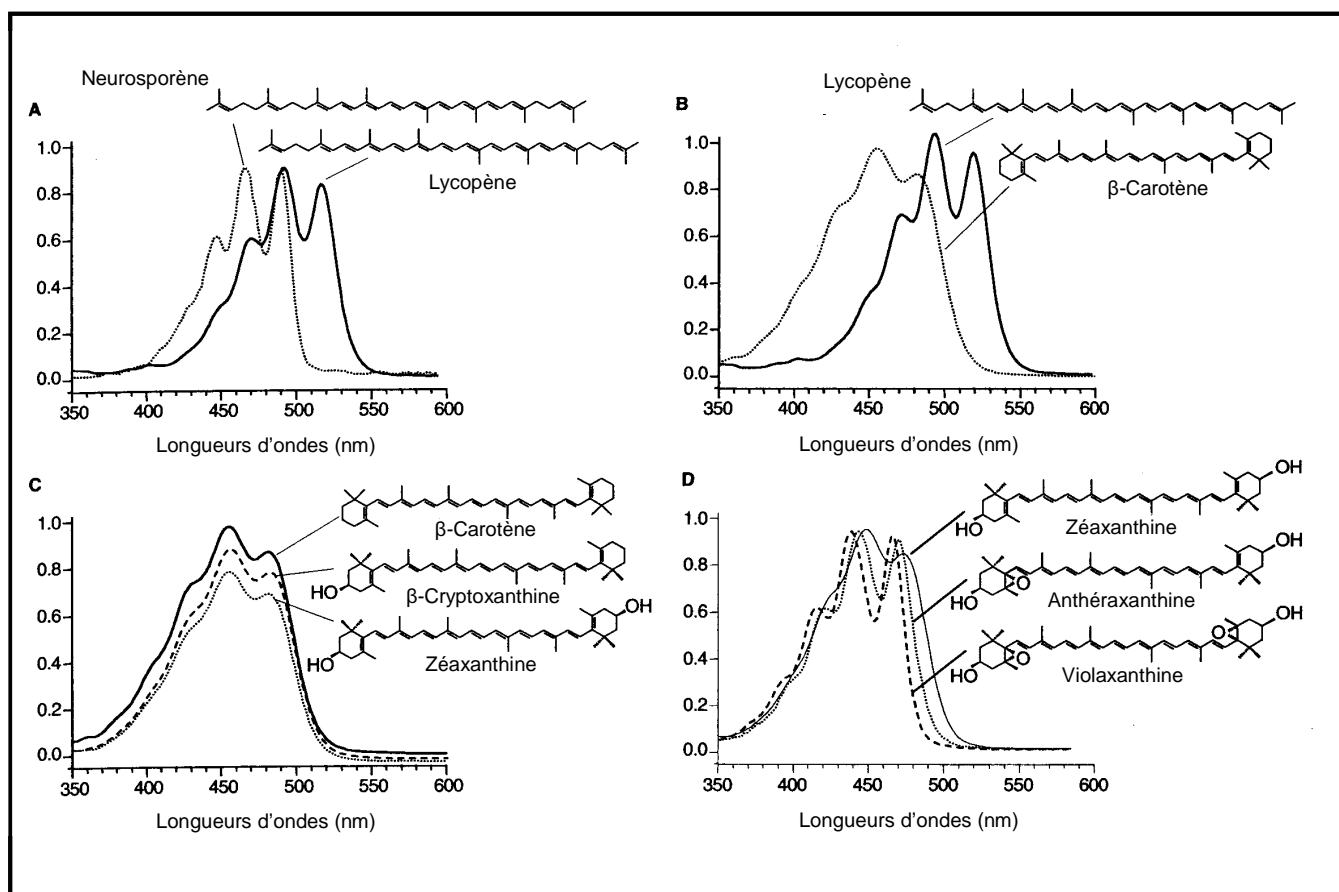 Neurosporène
A
Lycopène
1.0
0.8
0.6
0.4
0.2
0.0
350 400 450 500 550 600
Longueurs d'ondes (nm)
Lycopène
B
β-Carotène
1.0
0.8
0.6
0.4
0.2
0.0
350 400 450 500 550 600
Longueurs d'ondes (nm)
C
β-Carotène
HO
β-Cryptoxanthine
OH
HO
Zéaxanthine
1.0
0.8
0.6
0.4
0.2
0.0
350 400 450 500 550 600
Longueurs d'ondes (nm)
D
OH
HO
Zéaxanthine
OH
HO
O
Anthéraxanthine
OH
O
HO
O
Violaxanthine
1.0
0.8
0.6
0.4
0.2
0.0
350 400 450 500 550 600
Longueurs d'ondes (nm)